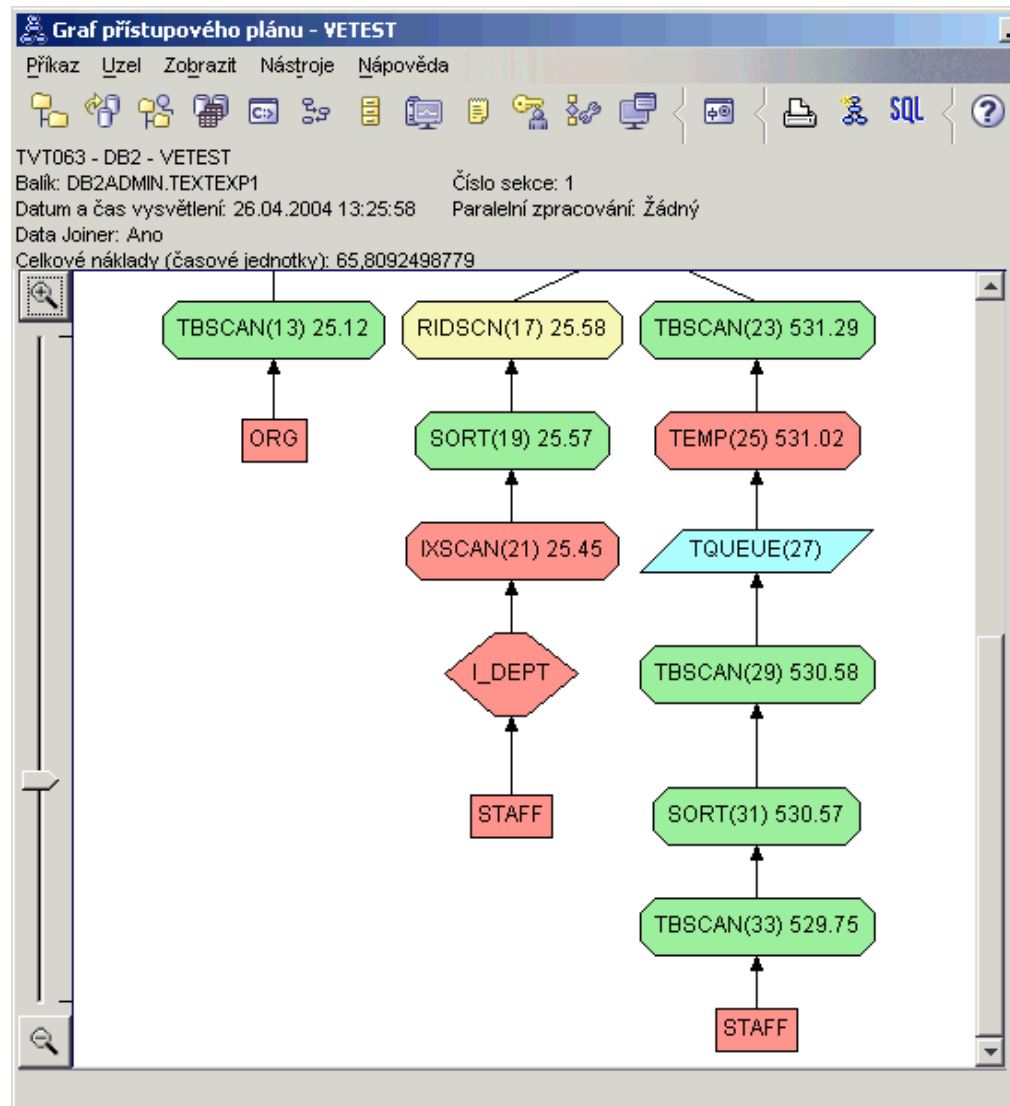 Graf přístupového plánu - VETEST
Příkaz Uzel Zobrazit Nástroje Nápověda
C:> SQL ?
TVT063 - DB2 - VETEST
Balík: DB2ADMIN.TEXTEXP1 Číslo sekce: 1
Datum a čas vysvětlení: 26.04.2004 13:25:58 Paralelní zpracování: Žádný
Data Joiner: Ano
Celkové náklady (časové jednotky): 65,8092498779
TBSCAN(13) 25.12 RIDSCN(17) 25.58 TBSCAN(23) 531.29
ORG SORT(19) 25.57 TEMP(25) 531.02
IXSCAN(21) 25.45 TQUEUE(27)
I_DEPT TBSCAN(29) 530.58
STAFF SORT(31) 530.57
TBSCAN(33) 529.75
STAFF